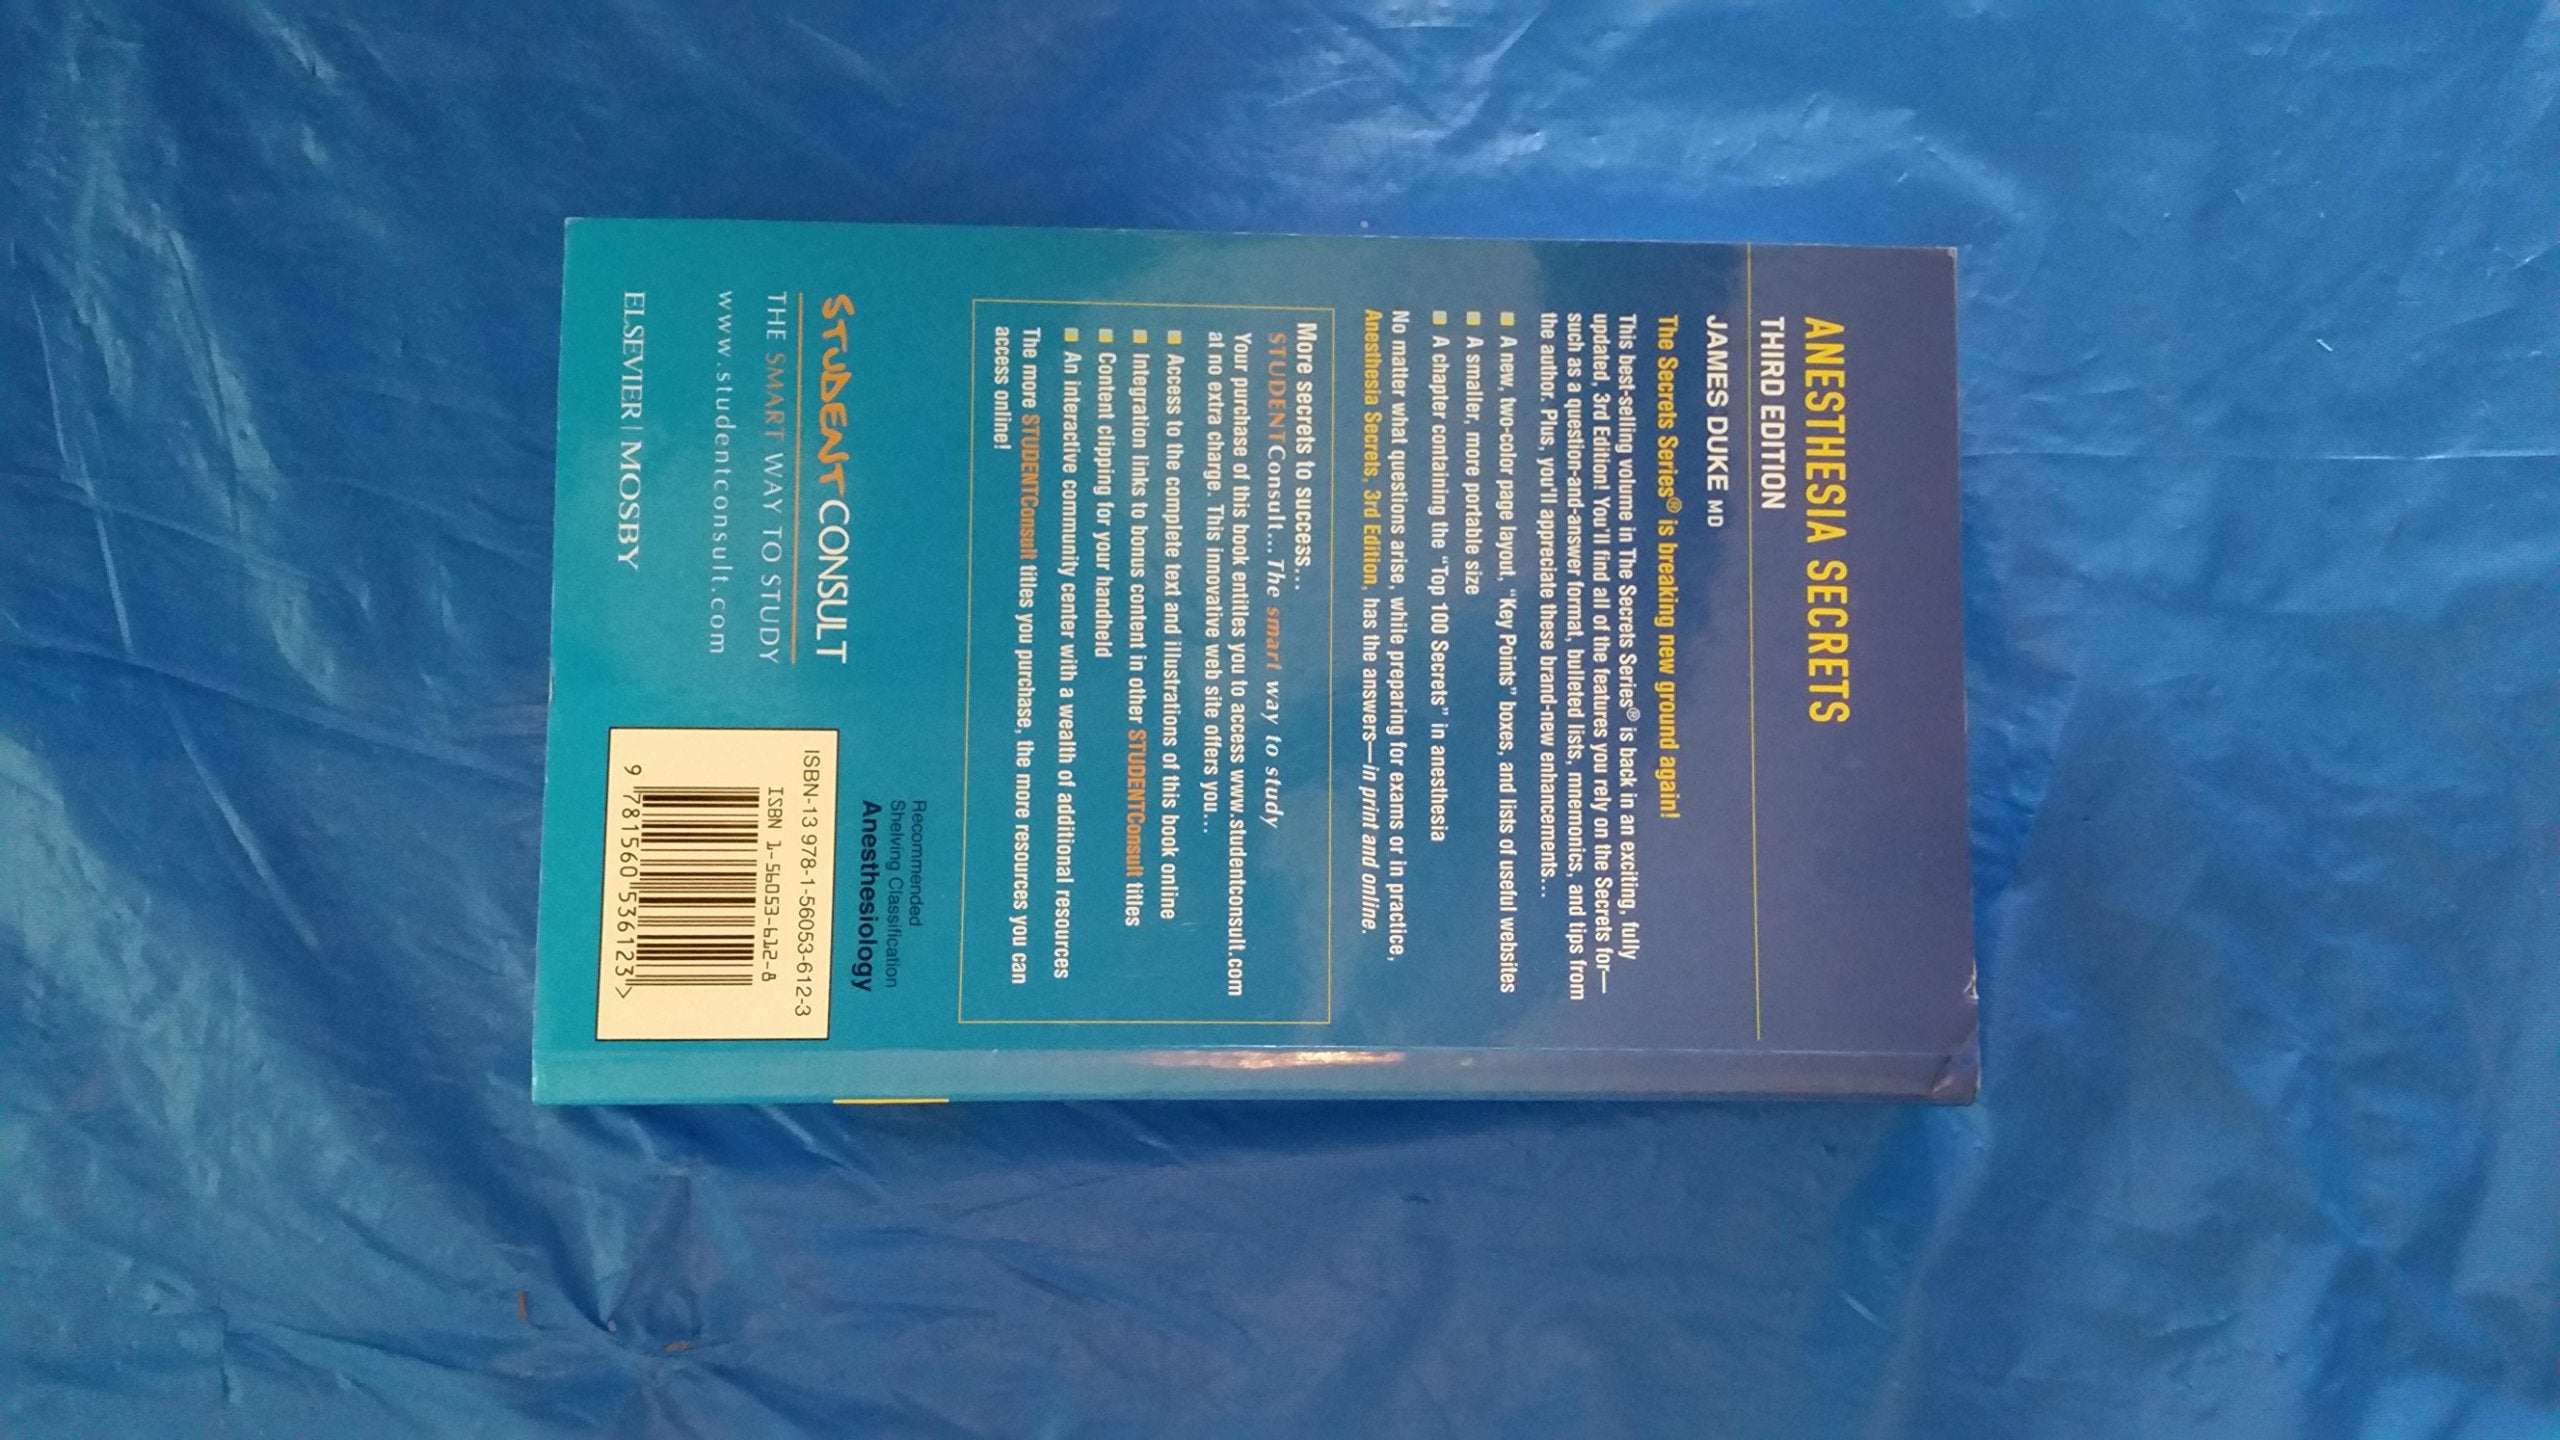 ANESTHESIA SECRETS
THIRD EDITION
JAMES DUKE MD
The Secrets Series® is breaking new ground again!
This best-selling volume in The Secrets Series® is back in an exciting, fully
updated, 3rd Edition! You'll find all of the features you rely on the Secrets for—
such as a question-and-answer format, bulleted lists, mnemonics, and tips from
the author. Plus, you'll appreciate these brand-new enhancements...
■ A new, two-color page layout, "Key Points" boxes, and lists of useful websites
■ A smaller, more portable size
■ A chapter containing the "Top 100 Secrets" in anesthesia
No matter what questions arise, while preparing for exams or in practice,
Anesthesia Secrets, 3rd Edition, has the answers—in print and online.
More secrets to success...
STUDENTConsult... The smart way to study
Your purchase of this book entitles you to access www.studentconsult.com
at no extra charge. This innovative web site offers you...
■ Access to the complete text and illustrations of this book online
■ Integration links to bonus content in other STUDENTConsult titles
■ Content clipping for your handheld
■ An interactive community center with a wealth of additional resources
The more STUDENTConsult titles you purchase, the more resources you can
access online!
STUDENTCONSULT
THE SMART WAY TO STUDY
www.studentconsult.com
ELSEVIER | MOSBY
Recommended
Shelving Classification
Anesthesiology
ISBN-13 978-1-56053-612-3
ISBN 1-56053-612-8
9 781560 536123 >